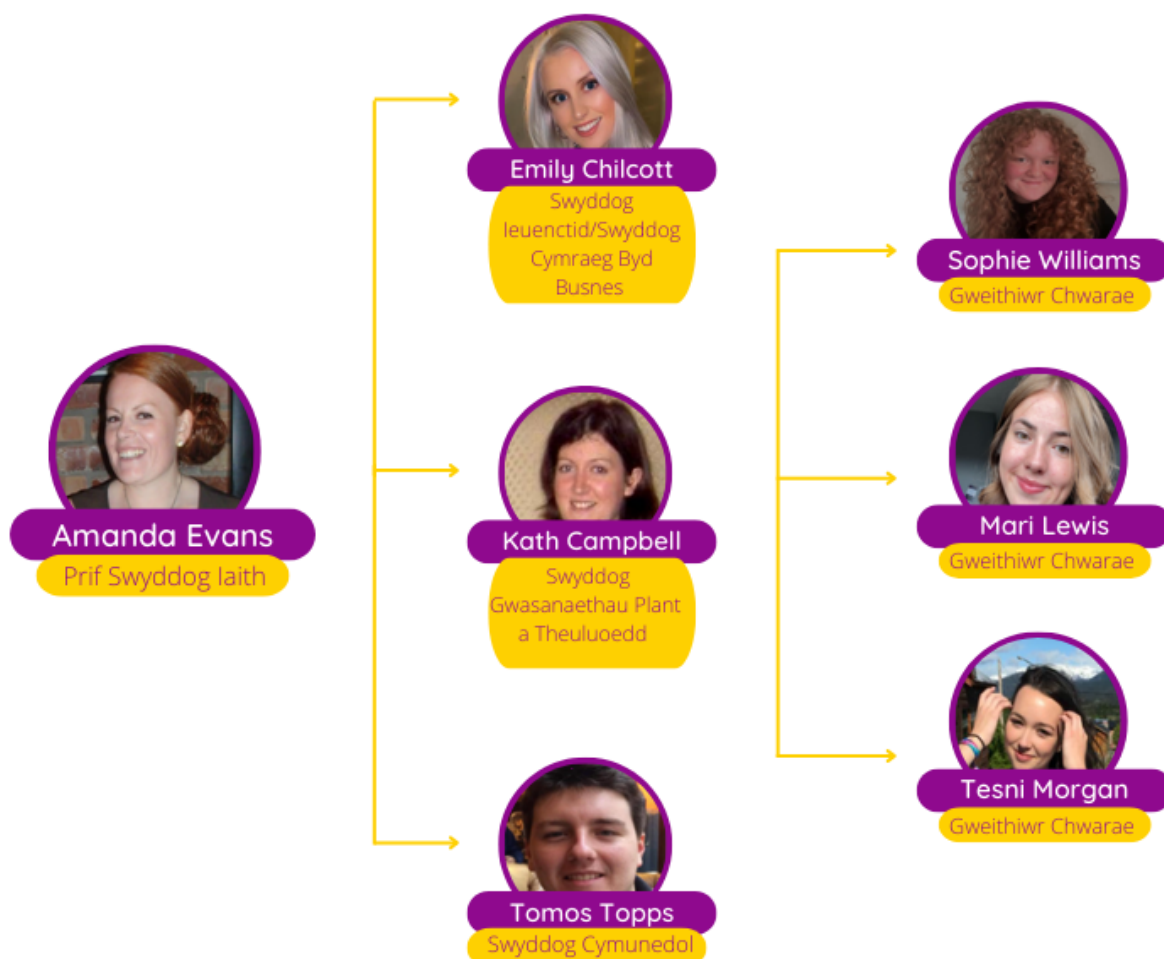 Amanda Evans
Prif Swyddog Iaith
Emily Chilcott
Swyddog
Ieuenctid/Swyddog
Cymraeg Byd
Busnes
Kath Campbell
Swyddog
Gwasanaethau Plant
a Theuluoedd
Tomos Topps
Swyddog Cymunedol
Sophie Williams
Gweithiwr Chwarae
Mari Lewis
Gweithiwr Chwarae
Tesni Morgan
Gweithiwr Chwarae